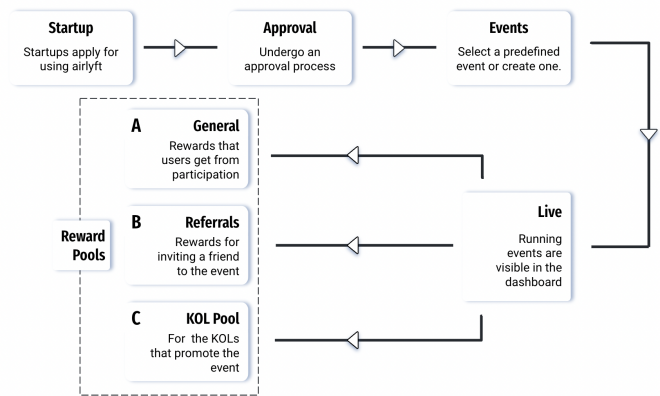 Startup
Startups apply for
using airlyft
Approval
Undergo an
approval process
Events
Select a predefined
event or create one.
A General
Rewards that
users get from
participation
Reward
Pools
B Referrals
Rewards for
inviting a friend
to the event
C KOL Pool
For the KOLs
that promote the
event
Live
Running
events are
visible in the
dashboard